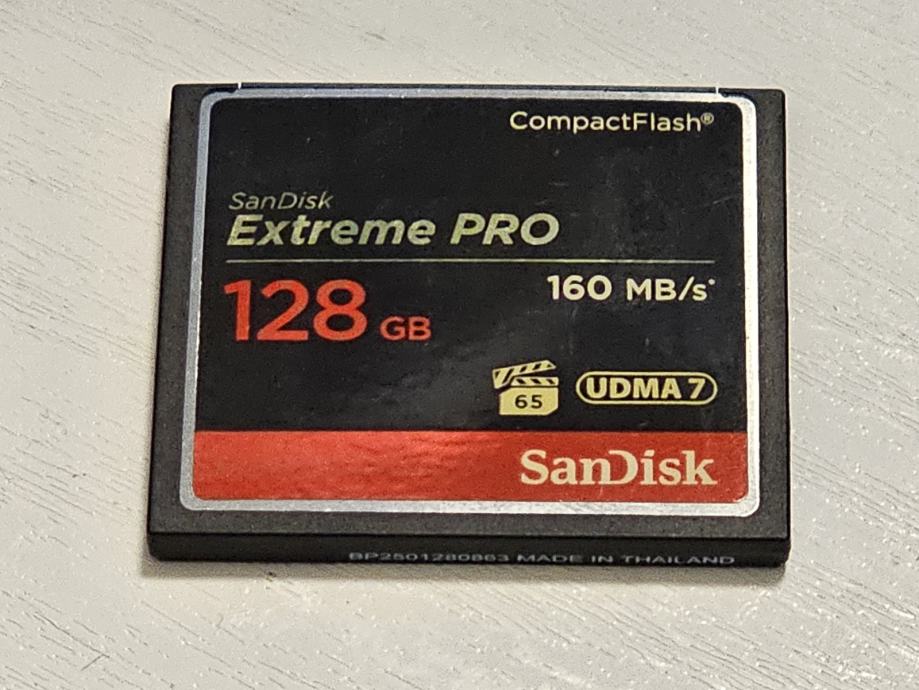 CompactFlash®
SanDisk
Extreme PRO
160 MB/s*
128 GB
65 UDMA 7
SanDisk
BP2501280863 MADE IN THAILAND